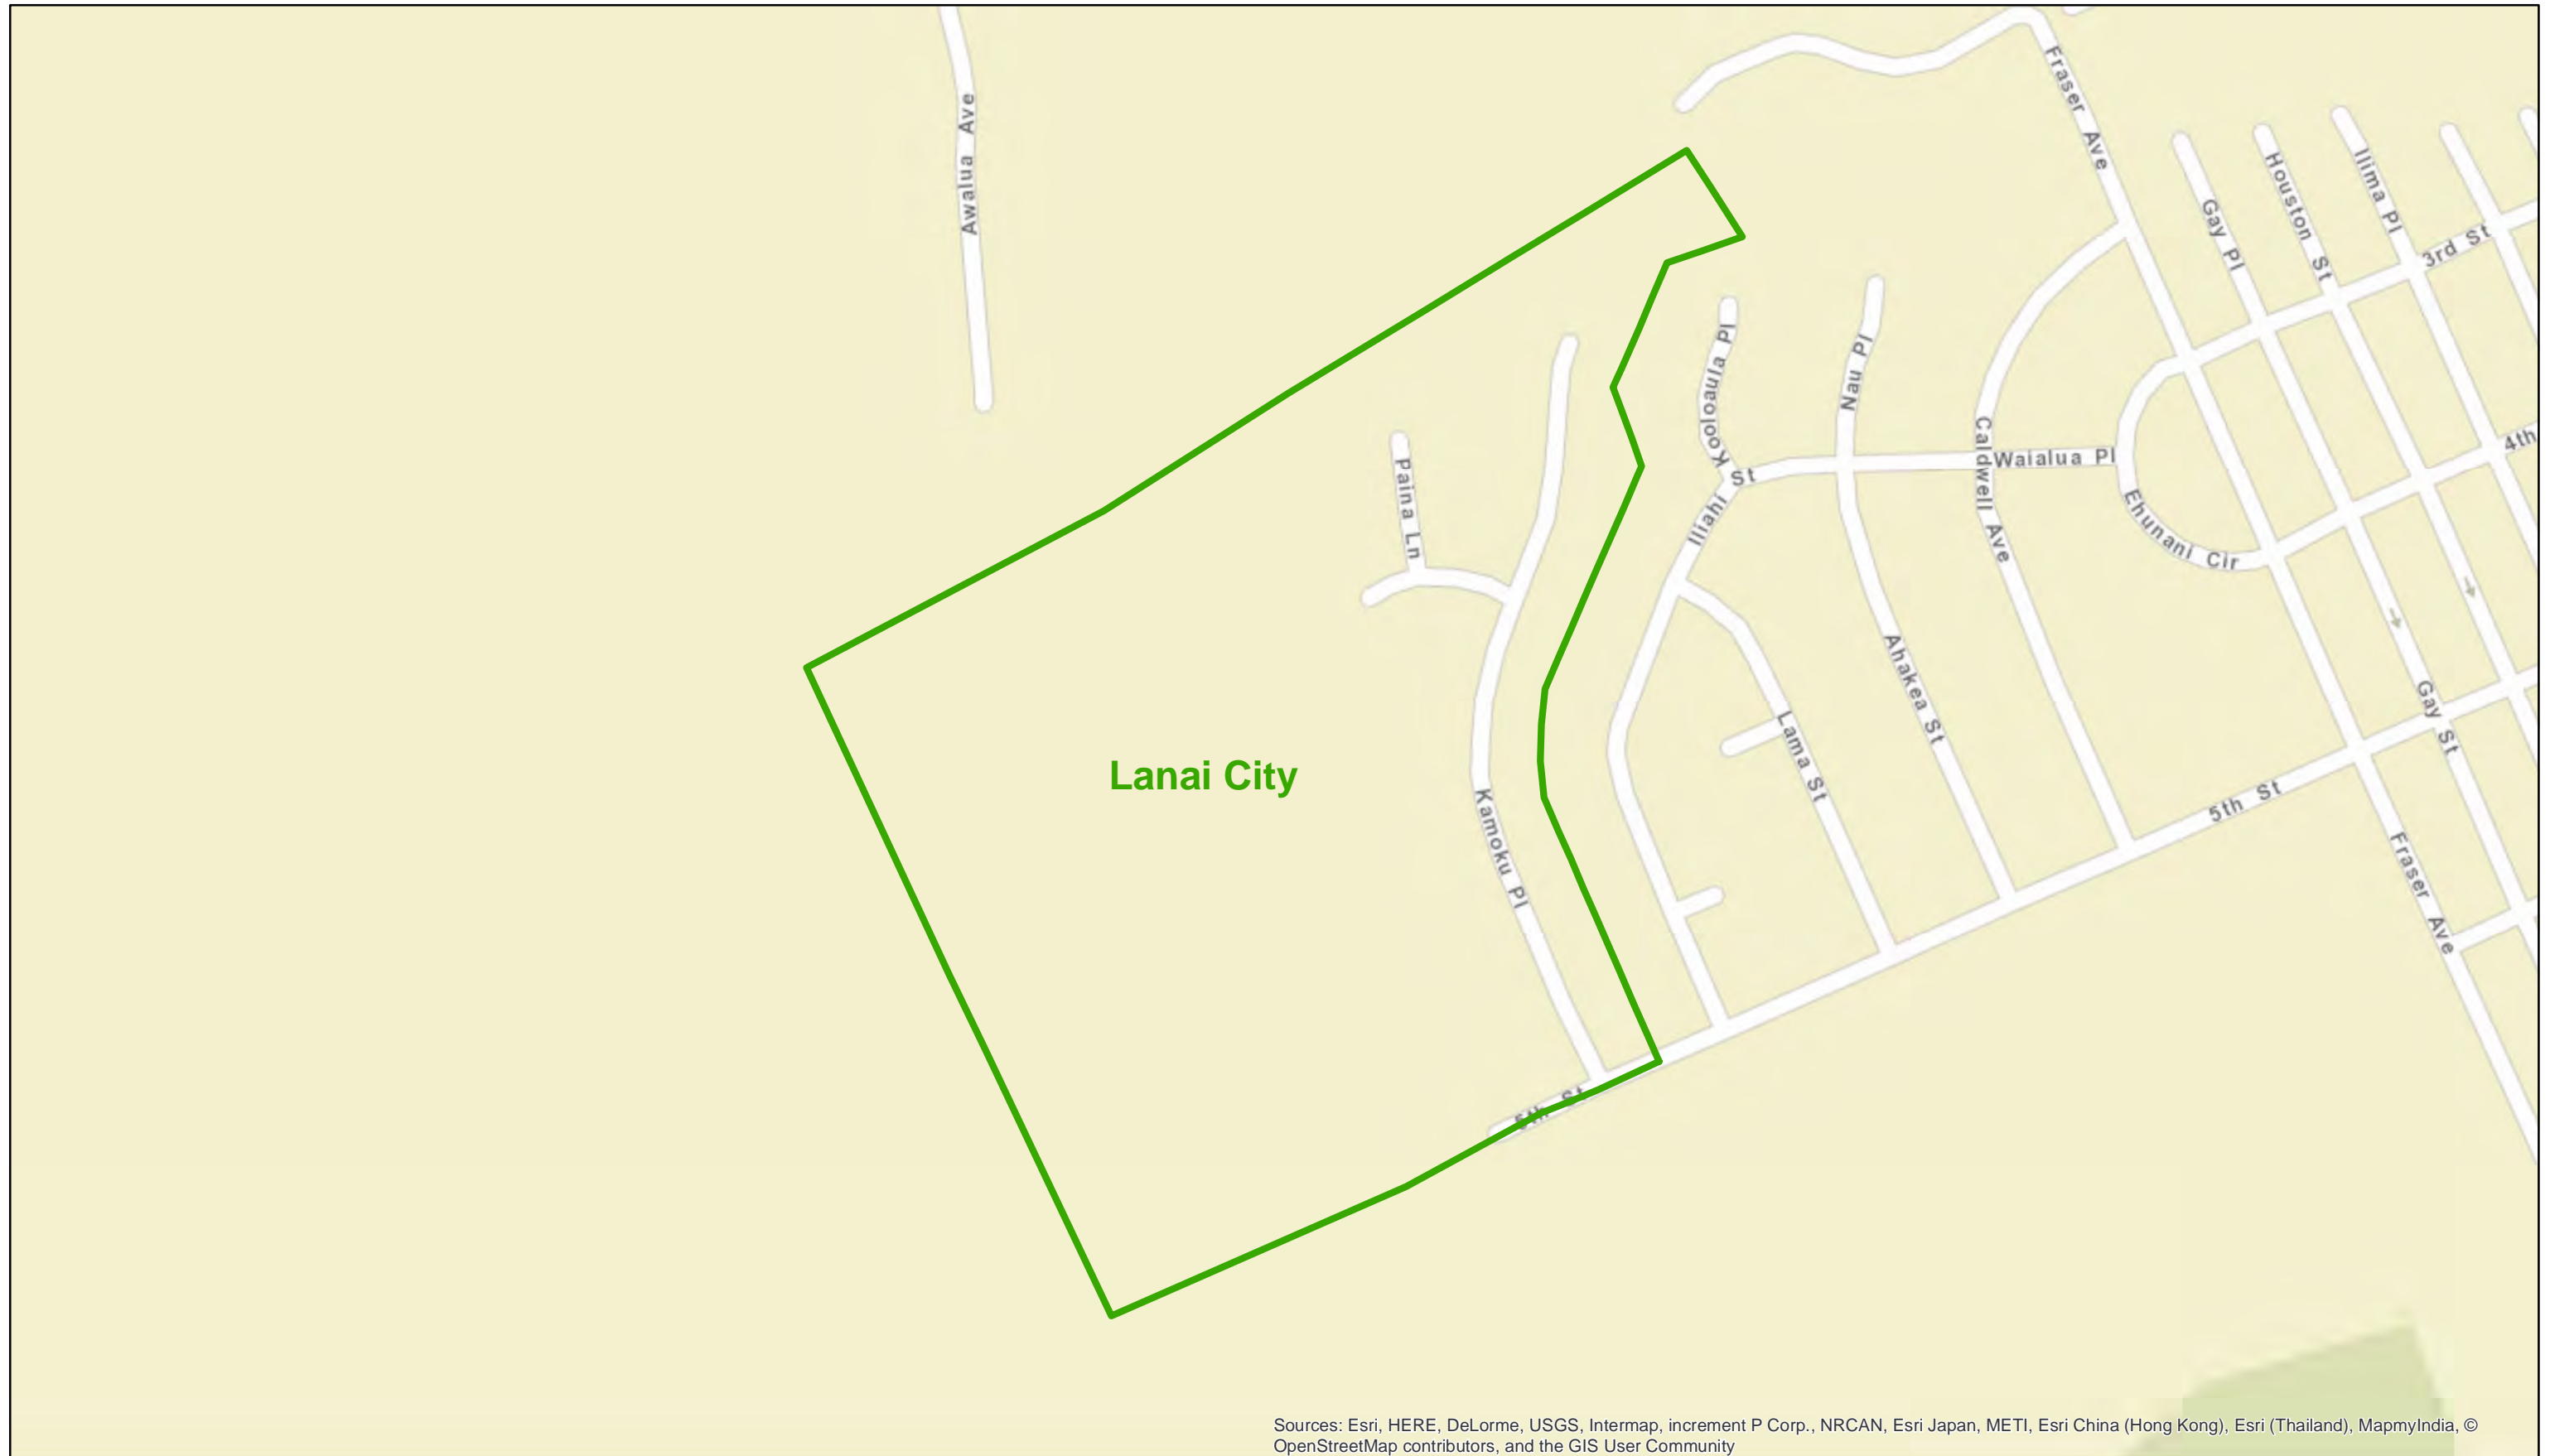 Fraser Ave
Awalua Ave
Houston St
Ilima Pl
Gay Pl
3rd St
Koloaoula Pl
Nau Pl
4th
Caldwell Ave
Waialua Pl
Paina Ln
Iliahi St
Ehunani Cir
Ahakea St
Gay St
Lama St
Lanai City
5th St
Kamoku Pl
Fraser Ave
5th St
Sources: Esri, HERE, DeLorme, USGS, Intermap, increment P Corp., NRCAN, Esri Japan, METI, Esri China (Hong Kong), Esri (Thailand), MapmyIndia, ©
OpenStreetMap contributors, and the GIS User Community